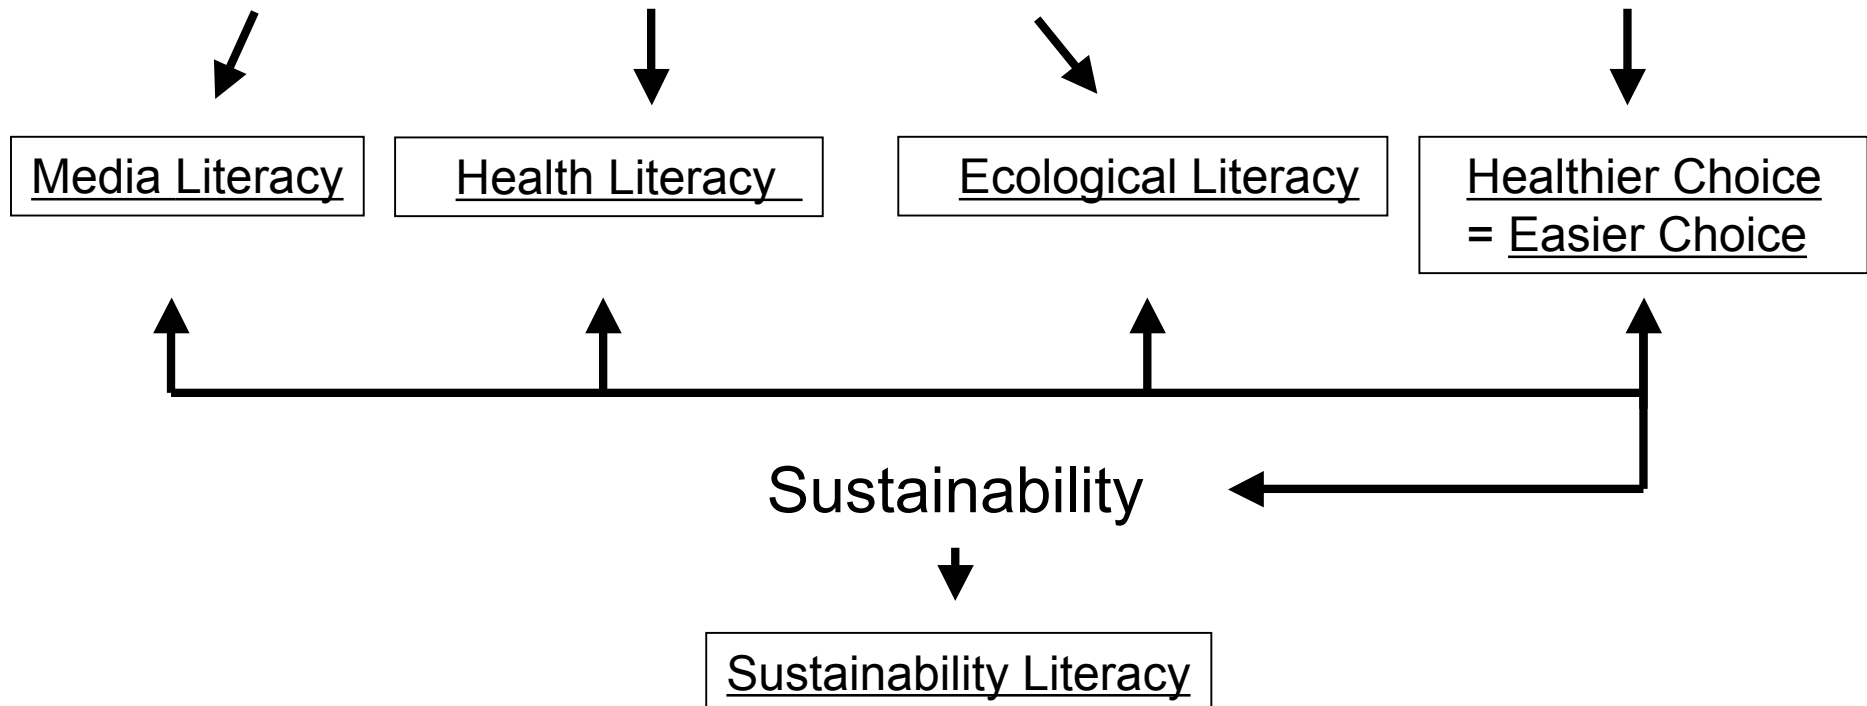 Media Literacy
Health Literacy
Ecological Literacy
Healthier Choice
= Easier Choice
Sustainability
Sustainability Literacy